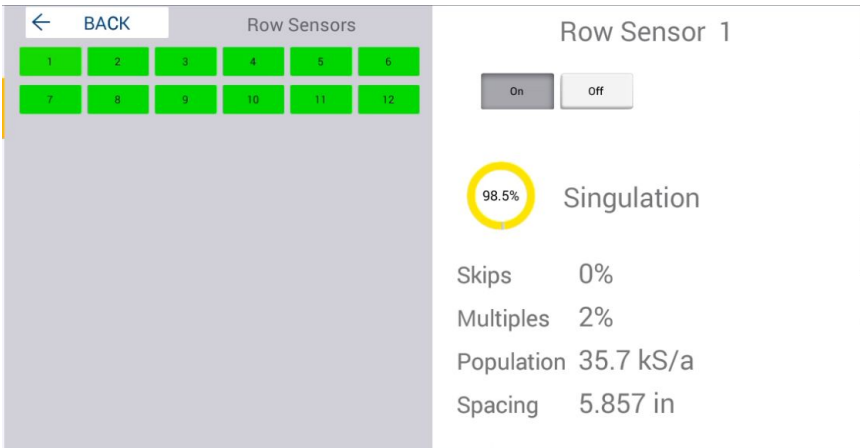 BACK
Row Sensors
1 2 3 4 5 6
7 8 9 10 11 12
Row Sensor 1
On Off
98.5% Singulation
Skips 0%
Multiples 2%
Population 35.7 kS/a
Spacing 5.857 in